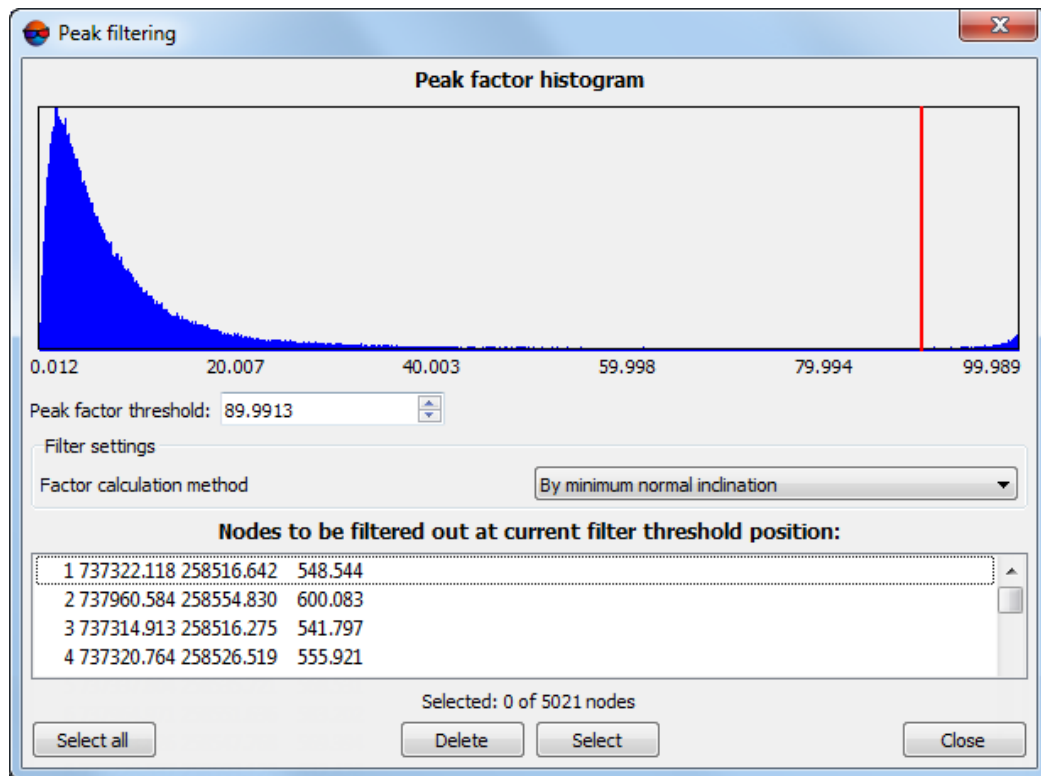 Peak filtering
Peak factor histogram
0.012 20.007 40.003 59.998 79.994 99.989
Peak factor threshold: 89.9913
Filter settings
Factor calculation method By minimum normal inclination
Nodes to be filtered out at current filter threshold position:
1 737322.118 258516.642 548.544
2 737960.584 258554.830 600.083
3 737314.913 258516.275 541.797
4 737320.764 258526.519 555.921
Selected: 0 of 5021 nodes
Select all Delete Select Close